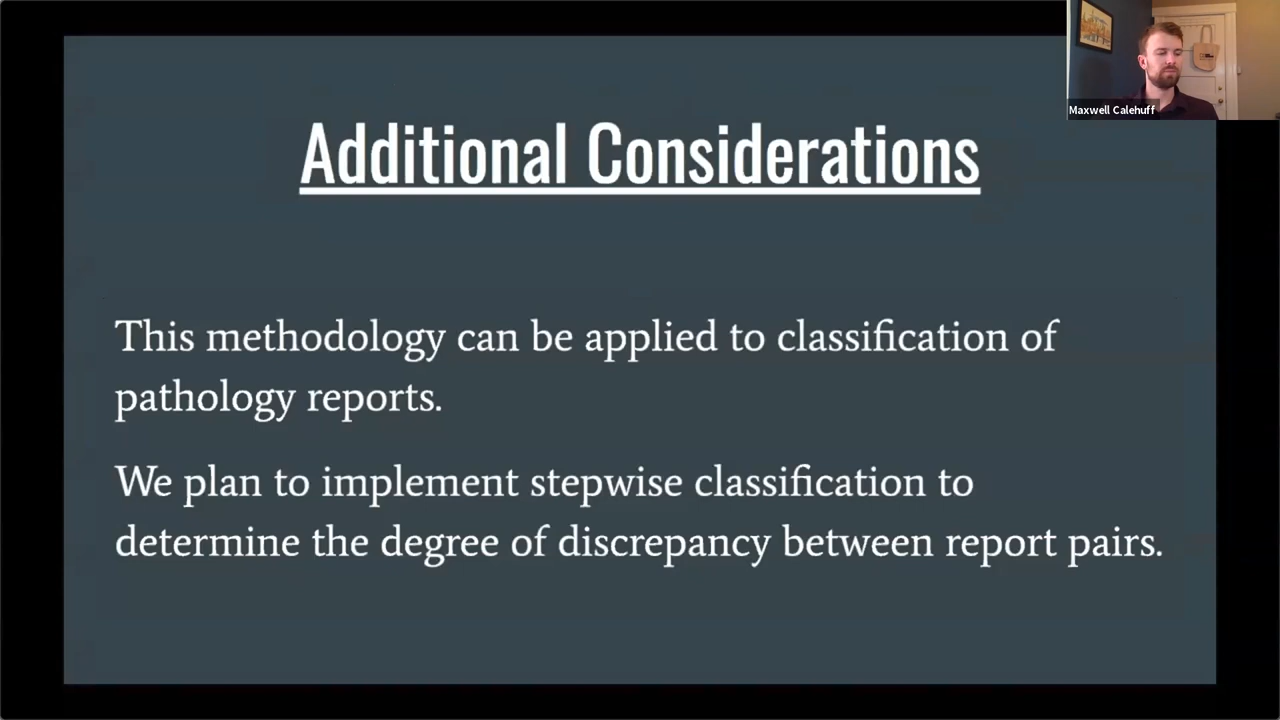 Maxwell Calehuff
Additional Considerations
This methodology can be applied to classification of
pathology reports.
We plan to implement stepwise classification to
determine the degree of discrepancy between report pairs.